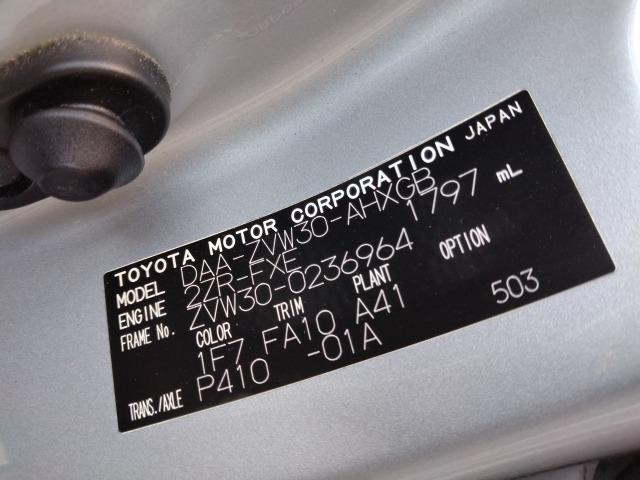 TOYOTA MOTOR CORPORATION JAPAN
MODEL DAA-ZVW30-AHXGB
ENGINE 2ZR-FXE 1797 mL
FRAME No. ZVW30-0236964
COLOR TRIM PLANT OPTION
1F7 FA10 A41 503
TRANS./AXLE P410 -01A